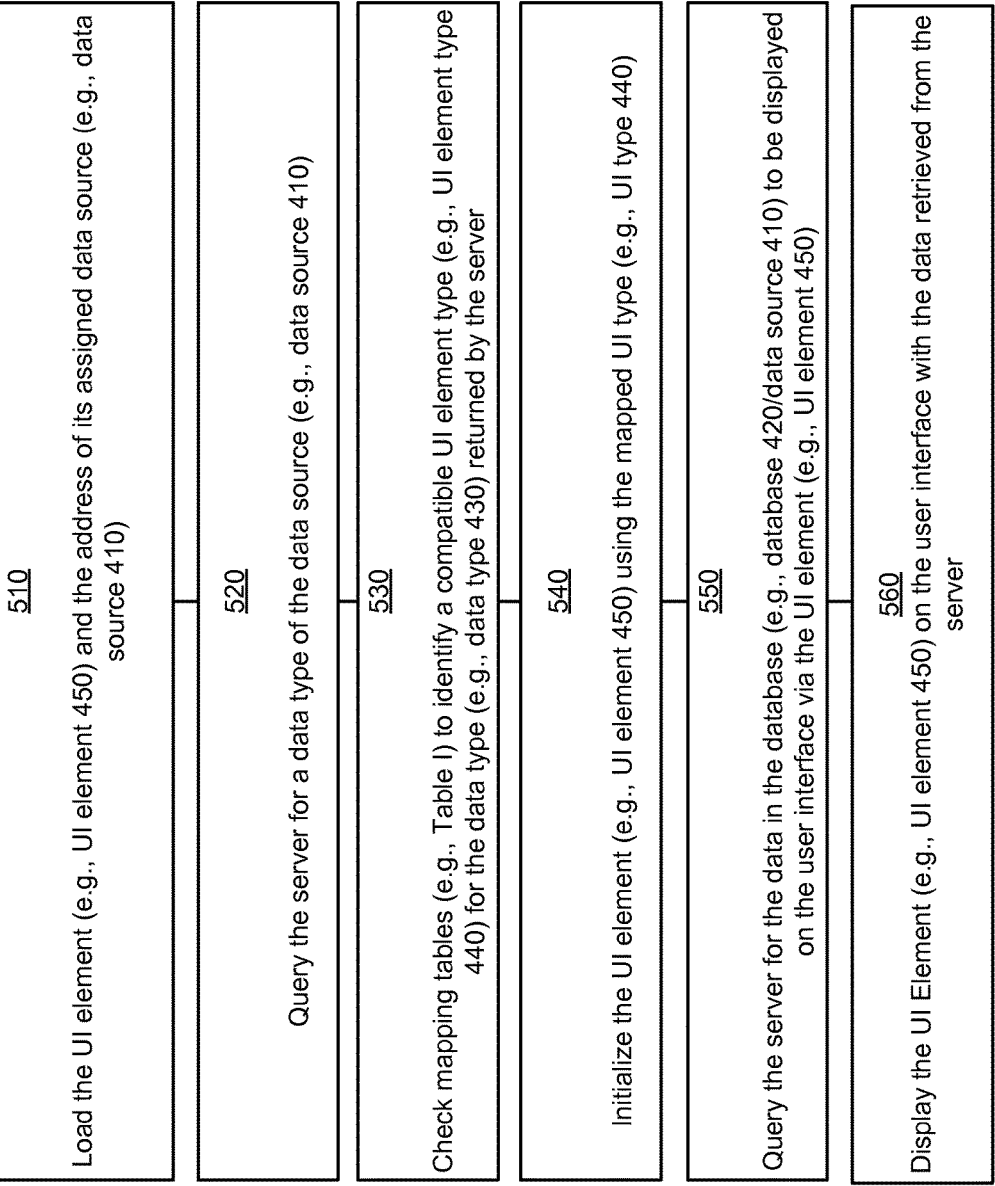 510
Load the UI element (e.g., UI element 450) and the address of its assigned data source (e.g., data
source 410)
520
Query the server for a data type of the data source (e.g., data source 410)
530
Check mapping tables (e.g., Table I) to identify a compatible UI element type (e.g., UI element type
440) for the data type (e.g., data type 430) returned by the server
540
Initialize the UI element (e.g., UI element 450) using the mapped UI type (e.g., UI type 440)
550
Query the server for the data in the database (e.g., database 420/data source 410) to be displayed
on the user interface via the UI element (e.g., UI element 450)
560
Display the UI Element (e.g., UI element 450) on the user interface with the data retrieved from the
server